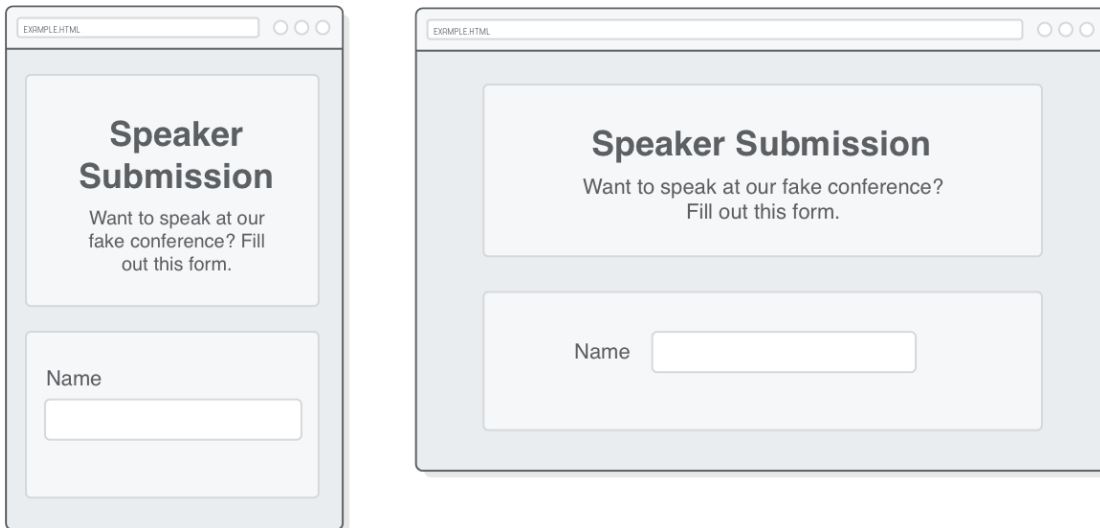 EXAMPLE.HTML
Speaker
Submission
Want to speak at our
fake conference? Fill
out this form.
Name
EXAMPLE.HTML
Speaker Submission
Want to speak at our fake conference?
Fill out this form.
Name